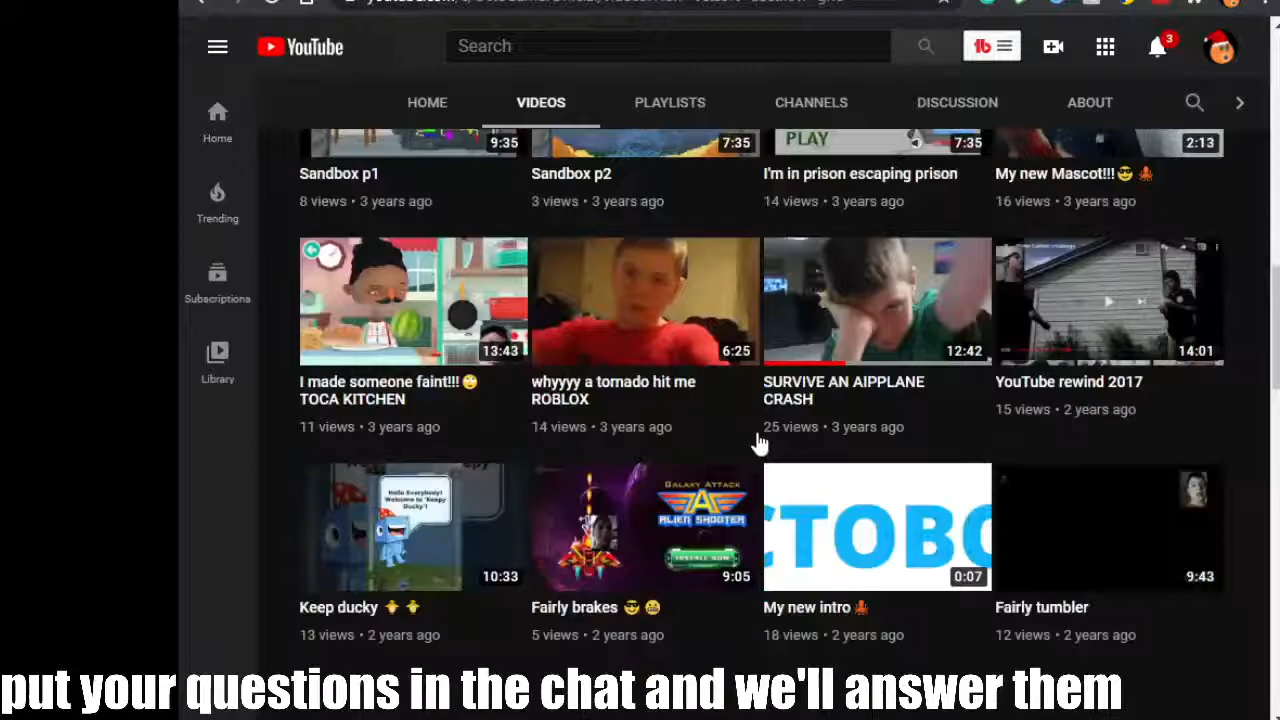 YouTube
Search
3
HOME VIDEOS PLAYLISTS CHANNELS DISCUSSION ABOUT
Home
Trending
Subscriptions
Library
9:35 7:35 PLAY 7:35 2:13
Sandbox p1 Sandbox p2 I'm in prison escaping prison My new Mascot!!!😎🐙
8 views • 3 years ago 3 views • 3 years ago 14 views • 3 years ago 16 views • 3 years ago
13:43 6:25 12:42 14:01
I made someone faint!!!🙄 whyyyy a tornado hit me SURVIVE AN AIPPLANE YouTube rewind 2017
TOCA KITCHEN ROBLOX CRASH
11 views • 3 years ago 14 views • 3 years ago 25 views • 3 years ago 15 views • 2 years ago
Hello Everybody!
Welcome to 'Keepy
Ducky'!
GALAXY ATTACK
ALIEN SHOOTER
INSTALL NOW
CTOBO
10:33 9:05 0:07 9:43
Keep ducky 🐥 🐥 Fairly brakes 😎 😬 My new intro🐙 Fairly tumbler
13 views • 2 years ago 5 views • 2 years ago 18 views • 2 years ago 12 views • 2 years ago
put your questions in the chat and we'll answer them